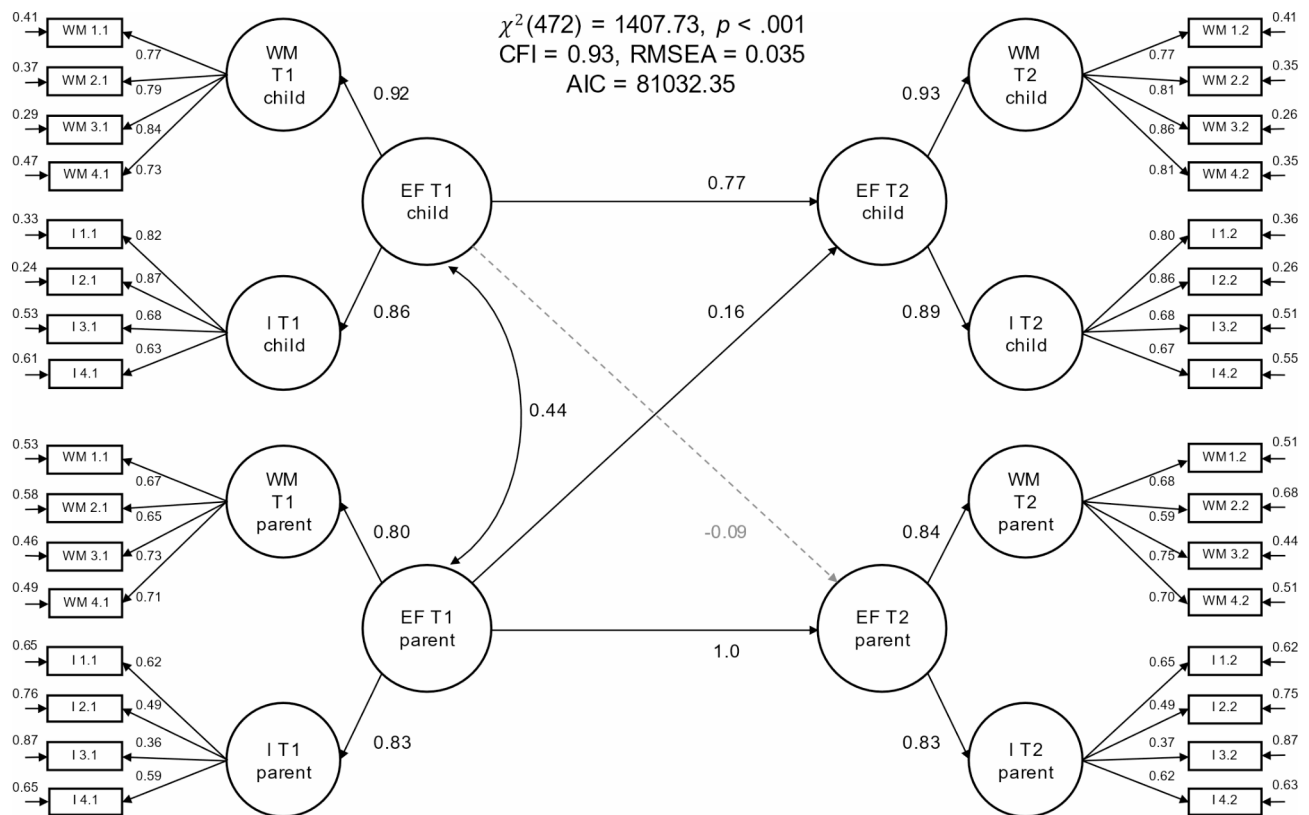 χ²(472) = 1407.73, p < .001
CFI = 0.93, RMSEA = 0.035
AIC = 81032.35
0.41
WM 1.1
0.77
0.37
WM 2.1
0.79
0.29
WM 3.1
0.84
0.47
WM 4.1
0.73
WM
T1
child
0.92
0.33
I 1.1
0.82
0.24
I 2.1
0.87
0.53
I 3.1
0.68
0.61
I 4.1
0.63
I T1
child
0.86
EF T1
child
0.77
EF T2
child
0.93
WM
T2
child
0.77
WM 1.2
0.41
0.81
WM 2.2
0.35
0.86
WM 3.2
0.26
0.81
WM 4.2
0.35
0.89
I T2
child
0.80
I 1.2
0.36
0.86
I 2.2
0.26
0.68
I 3.2
0.51
0.67
I 4.2
0.55
0.16
0.44
-0.09
0.53
WM 1.1
0.67
0.58
WM 2.1
0.65
0.46
WM 3.1
0.73
0.49
WM 4.1
0.71
WM
T1
parent
0.80
0.65
I 1.1
0.62
0.76
I 2.1
0.49
0.87
I 3.1
0.36
0.65
I 4.1
0.59
I T1
parent
0.83
EF T1
parent
1.0
EF T2
parent
0.84
WM
T2
parent
0.68
WM1.2
0.51
0.59
WM 2.2
0.68
0.75
WM 3.2
0.44
0.70
WM 4.2
0.51
0.83
I T2
parent
0.65
I 1.2
0.62
0.49
I 2.2
0.75
0.37
I 3.2
0.87
0.62
I 4.2
0.63